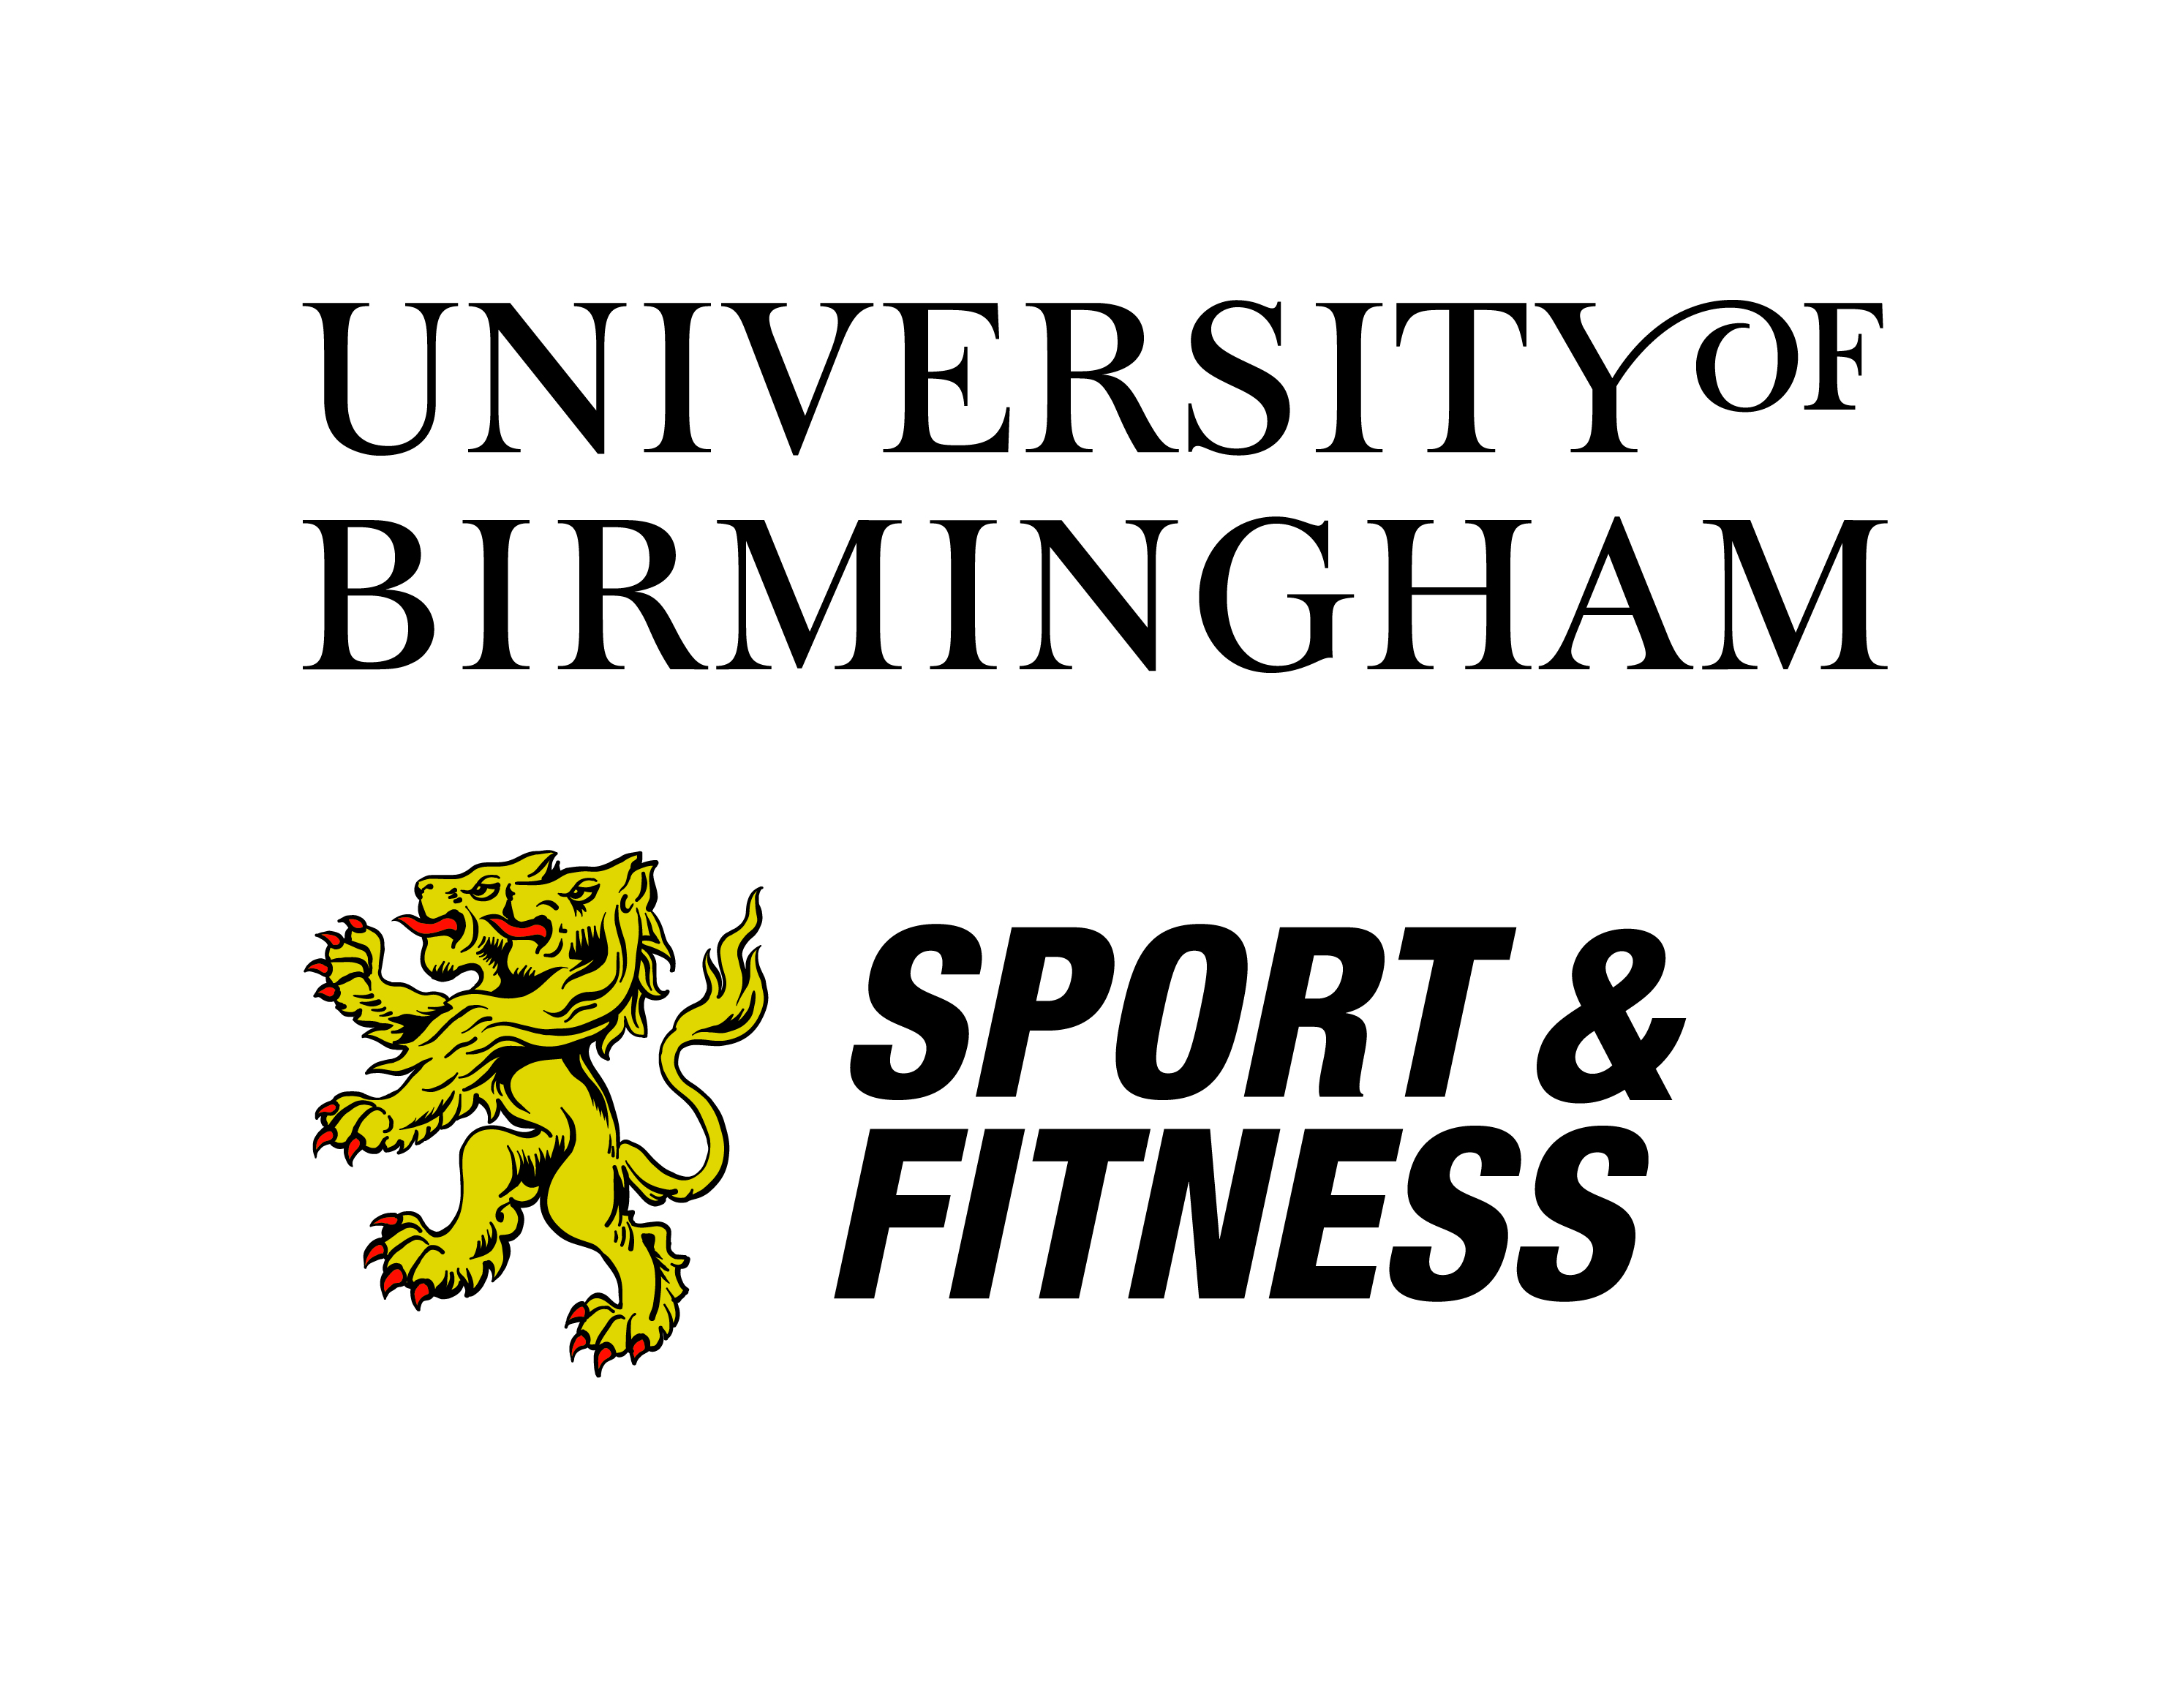 UNIVERSITY OF
BIRMINGHAM
SPORT &
FITNESS